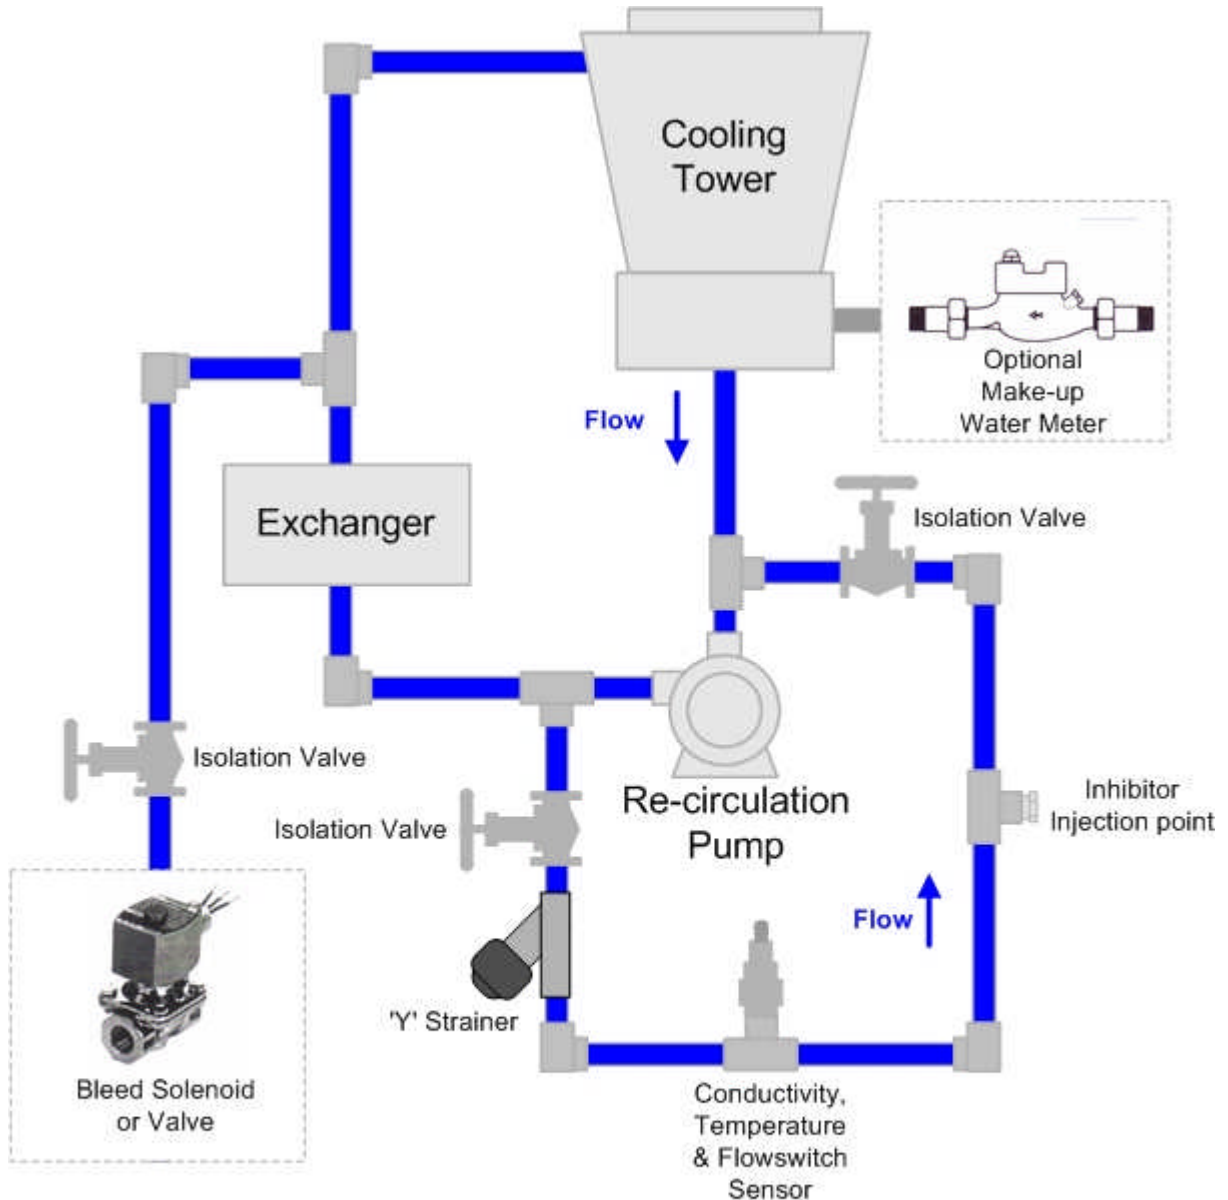 Cooling
Tower
Optional
Make-up
Water Meter
Flow
Isolation Valve
Exchanger
Isolation Valve
Isolation Valve
Re-circulation
Pump
Inhibitor
Injection point
Flow
'Y' Strainer
Bleed Solenoid
or Valve
Conductivity,
Temperature
& Flowswitch
Sensor